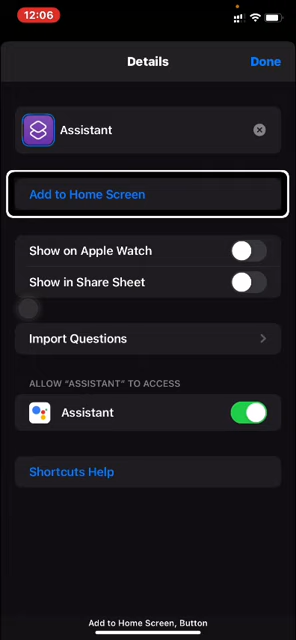 12:06
Details
Done
Assistant
Add to Home Screen
Show on Apple Watch
Show in Share Sheet
Import Questions
ALLOW “ASSISTANT” TO ACCESS
Assistant
Shortcuts Help
Add to Home Screen, Button